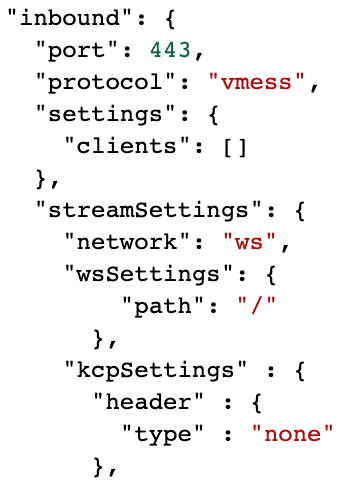 "inbound": {
"port": 443,
"protocol": "vmess",
"settings": {
"clients": []
},
"streamSettings": {
"network": "ws",
"wsSettings": {
"path": "/"
},
"kcpSettings" : {
"header" : {
"type" : "none"
},